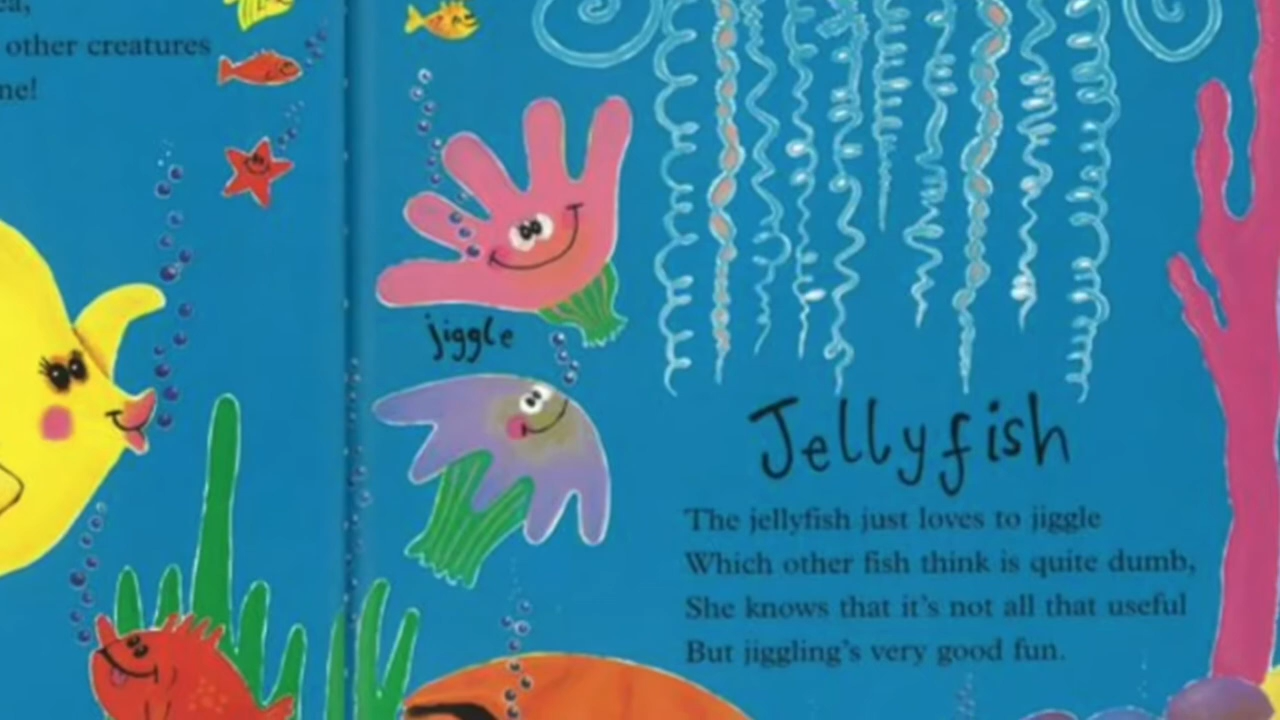 other creatures
jiggle
Jellyfish
The jellyfish just loves to jiggle
Which other fish think is quite dumb,
She knows that it's not all that useful
But jiggling's very good fun.